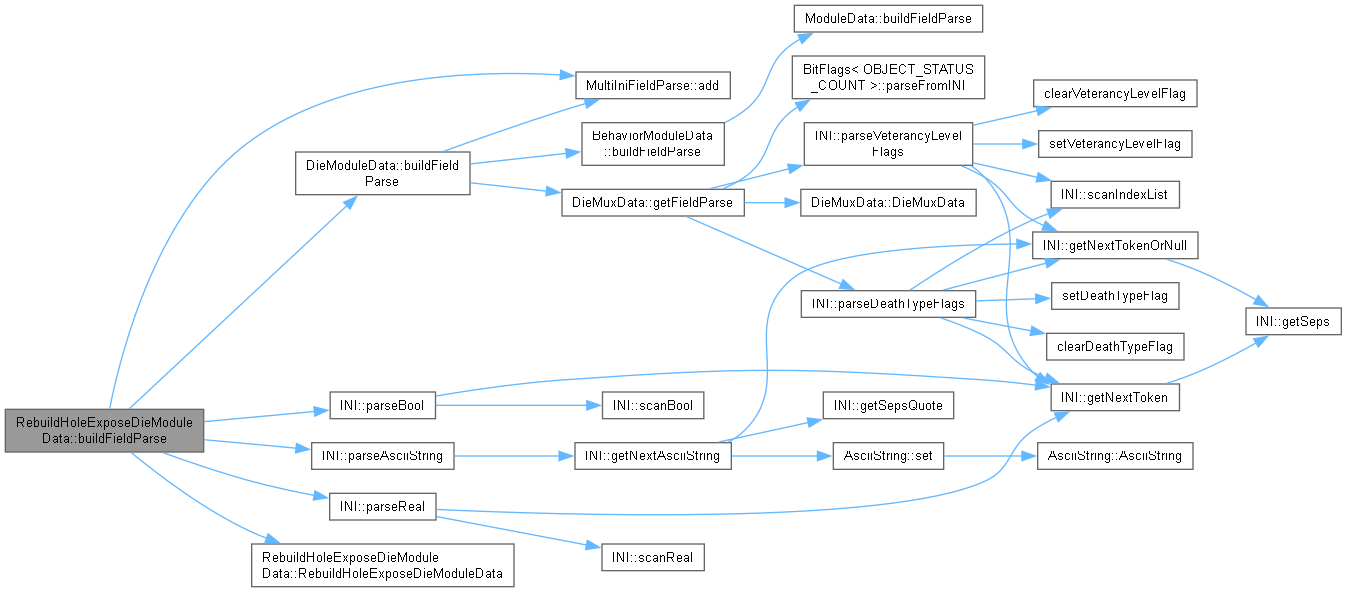 ModuleData::buildFieldParse
BitFlags< OBJECT_STATUS
_COUNT >::parseFromINI
MultiIniFieldParse::add
clearVeterancyLevelFlag
BehaviorModuleData
::buildFieldParse
INI::parseVeterancyLevel
Flags
setVeterancyLevelFlag
DieModuleData::buildField
Parse
INI::scanIndexList
DieMuxData::getFieldParse
DieMuxData::DieMuxData
INI::getNextTokenOrNull
INI::parseDeathTypeFlags
setDeathTypeFlag
INI::getSeps
clearDeathTypeFlag
INI::getNextToken
INI::parseBool
INI::scanBool
INI::getSepsQuote
RebuildHoleExposeDieModule
Data::buildFieldParse
INI::parseAsciiString
INI::getNextAsciiString
AsciiString::set
AsciiString::AsciiString
INI::parseReal
INI::scanReal
RebuildHoleExposeDieModule
Data::RebuildHoleExposeDieModuleData